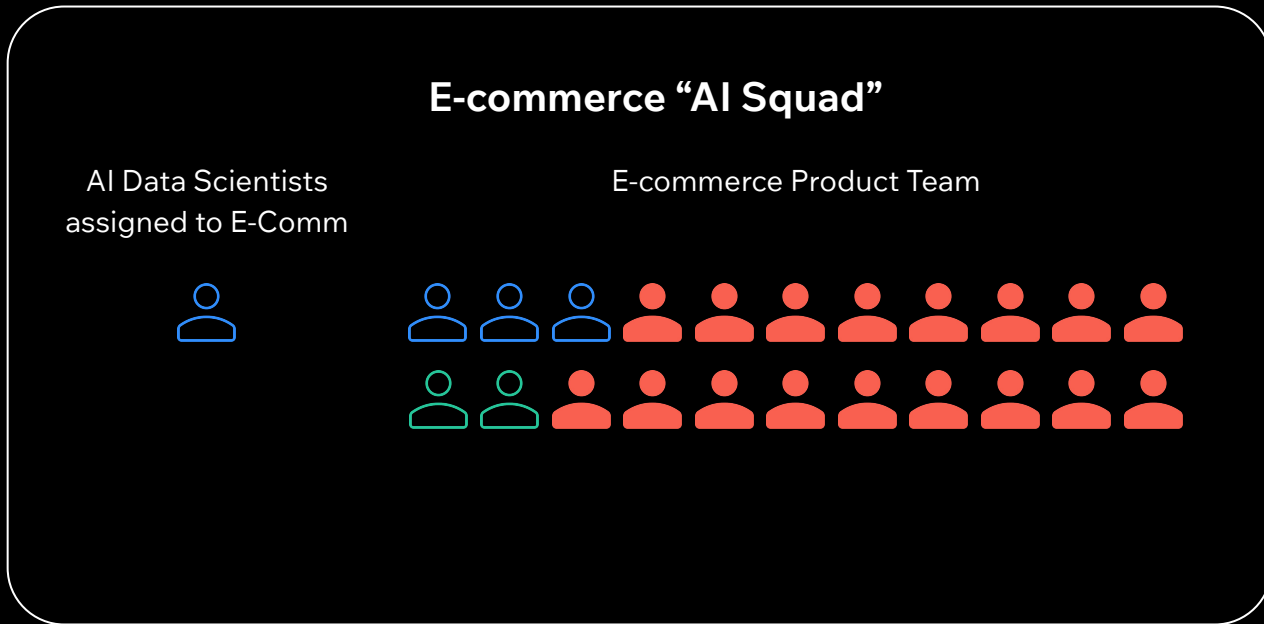 E-commerce “AI Squad”
AI Data Scientists
assigned to E-Comm
E-commerce Product Team